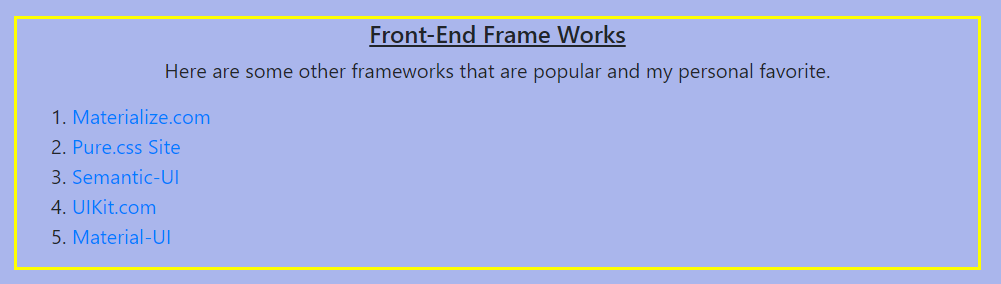 Front-End Frame Works
Here are some other frameworks that are popular and my personal favorite.
1. Materialize.com
2. Pure.css Site
3. Semantic-UI
4. UIKit.com
5. Material-UI